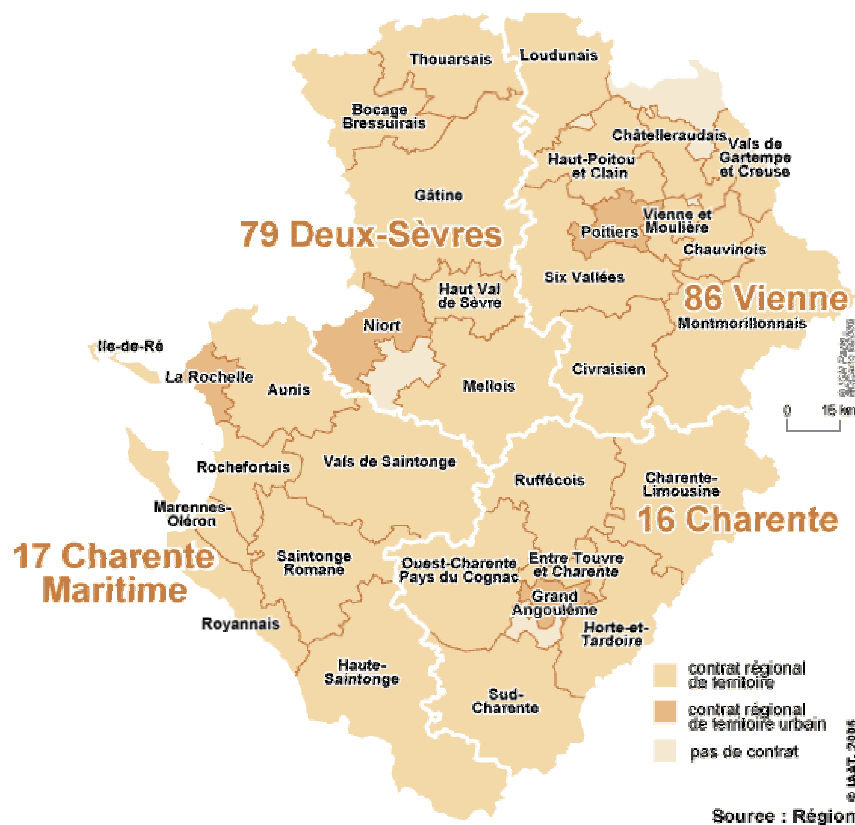 Thouarsais
Loudunais
Bocage
Bressuirais
Châtelleraudais
Vals de
Gartempe
et Creuse
Haut-Poitou
et Clain
Gâtine
79 Deux-Sèvres
Poitiers
Vienne et
Moulière
Chauvinois
Six Vallées
Haut Val
de Sèvre
86 Vienne
Niort
Montmorillonnais
Ile-de-Ré
La Rochelle
Aunis
Mellois
Civraisien
0 15 km
Rochefortais
Vals de Saintonge
Ruffécois
Charente-
Limousine
Marennes-
Oléron
16 Charente
17 Charente
Maritime
Saintonge
Romane
Ouest-Charente
Pays du Cognac
Entre Touvre
et Charente
Grand
Angoulême
Royannais
Horte-et-
Tardoire
Haute-
Saintonge
Sud-
Charente
contrat régional
de territoire
contrat régional
de territoire urbain
pas de contrat
© IAAT, 2006
Source : Région